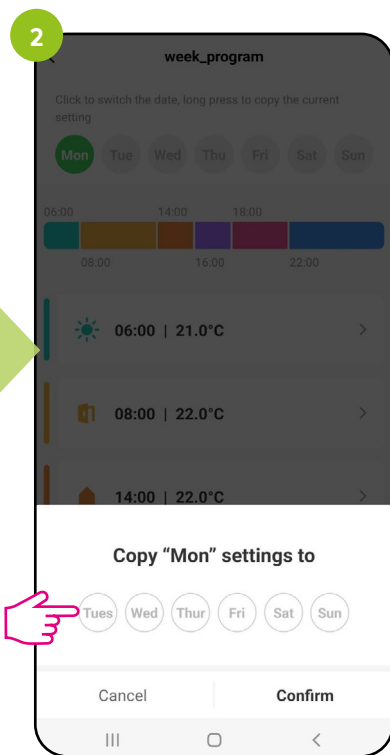 2
week_program
Click to switch the date, long press to copy the current
setting
Mon Tue Wed Thu Fri Sat Sun
06:00 14:00 18:00
08:00 16:00 22:00
06:00 | 21.0°C
08:00 | 22.0°C
14:00 | 22.0°C
Copy “Mon” settings to
Tues Wed Thur Fri Sat Sun
Cancel Confirm